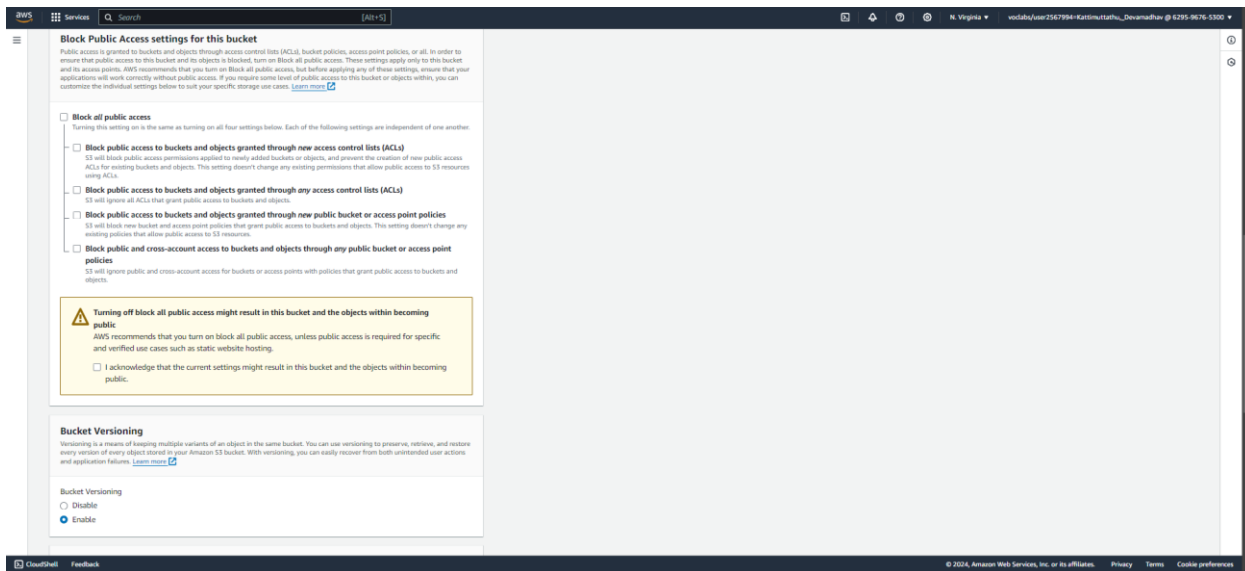 aws Services Search [Alt+S] N. Virginia ▼ voclabs/user2567994=Kattimuttathu,_Devamadhav @ 6295-9676-5300 ▼
Block Public Access settings for this bucket
Public access is granted to buckets and objects through access control lists (ACLs), bucket policies, access point policies, or all. In order to
ensure that public access to this bucket and its objects is blocked, turn on Block all public access. These settings apply only to this bucket
and its access points. AWS recommends that you turn on Block all public access, but before applying any of these settings, ensure that your
applications will work correctly without public access. If you require some level of public access to this bucket or objects within, you can
customize the individual settings below to suit your specific storage use cases. Learn more
Block all public access
Turning this setting on is the same as turning on all four settings below. Each of the following settings are independent of one another.
Block public access to buckets and objects granted through new access control lists (ACLs)
S3 will block public access permissions applied to newly added buckets or objects, and prevent the creation of new public access
ACLs for existing buckets and objects. This setting doesn't change any existing permissions that allow public access to S3 resources
using ACLs.
Block public access to buckets and objects granted through any access control lists (ACLs)
S3 will ignore all ACLs that grant public access to buckets and objects.
Block public access to buckets and objects granted through new public bucket or access point policies
S3 will block new bucket and access point policies that grant public access to buckets and objects. This setting doesn't change any
existing policies that allow public access to S3 resources.
Block public and cross-account access to buckets and objects through any public bucket or access point
policies
S3 will ignore public and cross-account access for buckets or access points with policies that grant public access to buckets and
objects.
Turning off block all public access might result in this bucket and the objects within becoming
public
AWS recommends that you turn on block all public access, unless public access is required for specific
and verified use cases such as static website hosting.
I acknowledge that the current settings might result in this bucket and the objects within becoming
public.
Bucket Versioning
Versioning is a means of keeping multiple variants of an object in the same bucket. You can use versioning to preserve, retrieve, and restore
every version of every object stored in your Amazon S3 bucket. With versioning, you can easily recover from both unintended user actions
and application failures. Learn more
Bucket Versioning
Disable
Enable
CloudShell Feedback © 2024, Amazon Web Services, Inc. or its affiliates. Privacy Terms Cookie preferences